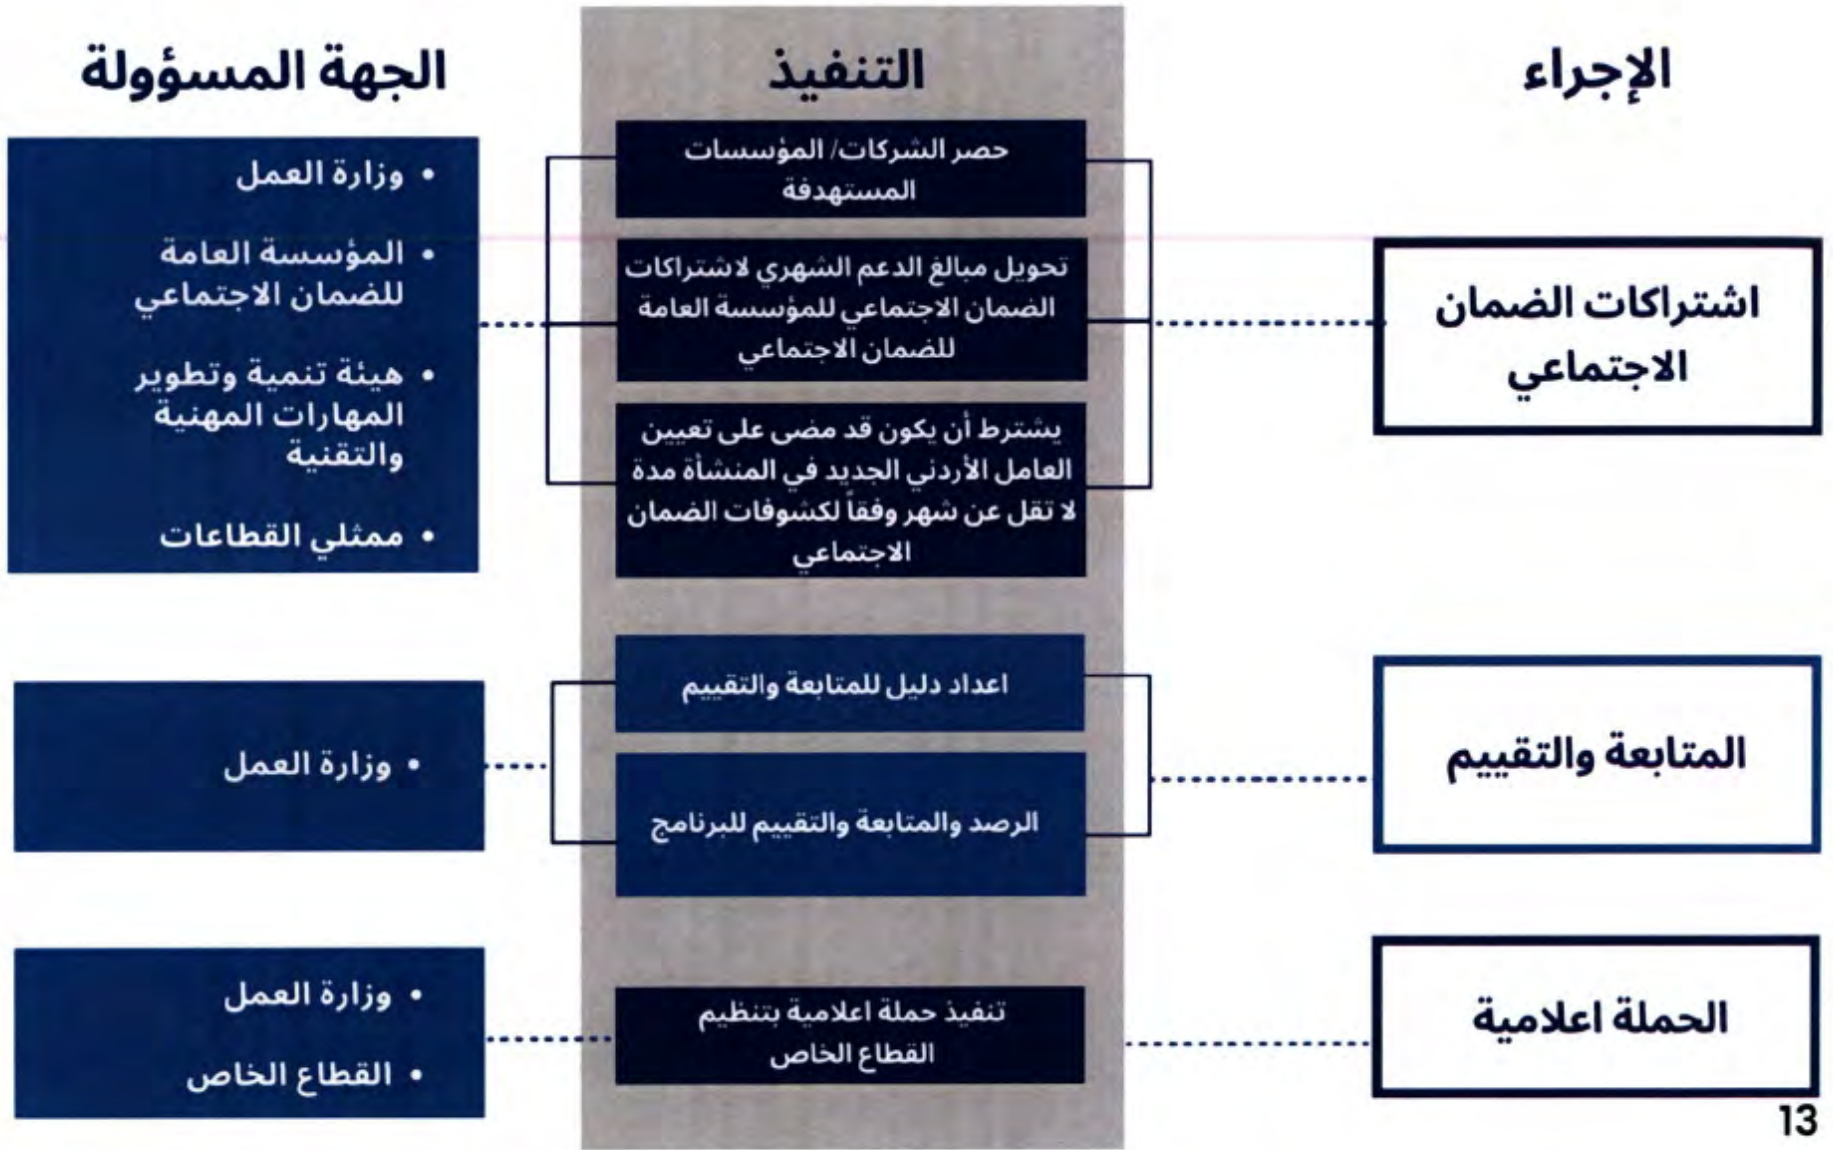 الإجراء
التنفيذ
الجهة المسؤولة
اشتراكات الضمان
الاجتماعي
حصر الشركات/ المؤسسات
المستهدفة
تحويل مبالغ الدعم الشهري لاشتراكات
الضمان الاجتماعي للمؤسسة العامة
للضمان الاجتماعي
يشترط أن يكون قد مضى على تعيين
العامل الأردني الجديد في المنشأة مدة
لا تقل عن شهر وفقاً لكشوفات الضمان
الاجتماعي
• وزارة العمل
• المؤسسة العامة
للضمان الاجتماعي
• هيئة تنمية وتطوير
المهارات المهنية
والتقنية
• ممثلي القطاعات
المتابعة والتقييم
اعداد دليل للمتابعة والتقييم
الرصد والمتابعة والتقييم للبرنامج
• وزارة العمل
الحملة اعلامية
تنفيذ حملة اعلامية بتنظيم
القطاع الخاص
• وزارة العمل
• القطاع الخاص
13